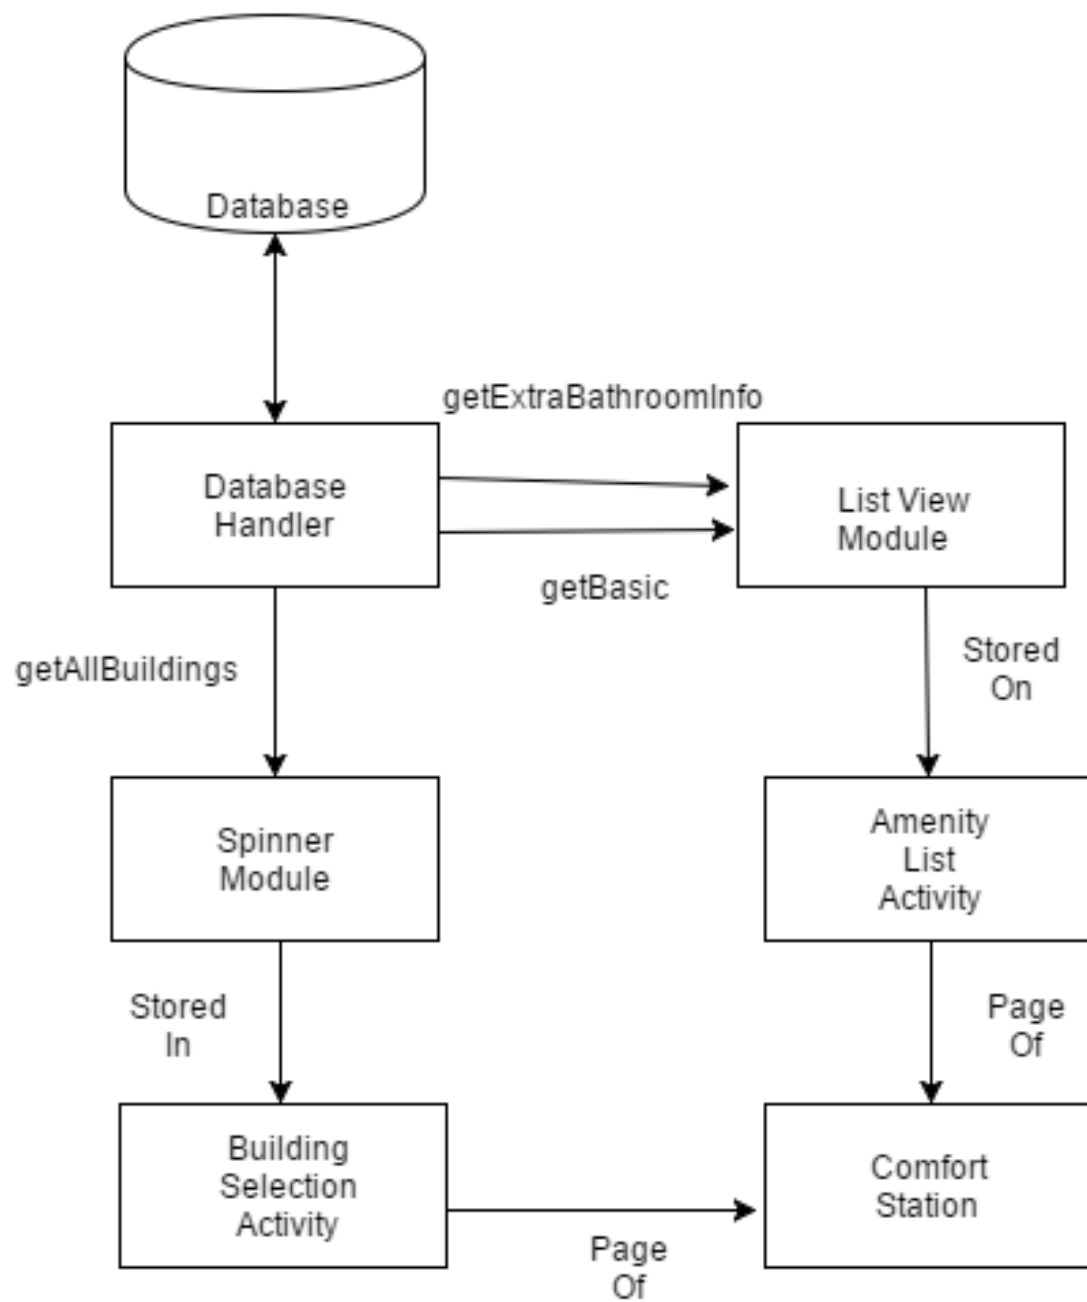 Database
getExtraBathroomInfo
Database
Handler
List View
Module
getBasic
getAllBuildings
Stored
On
Spinner
Module
Amenity
List
Activity
Stored
In
Page
Of
Building
Selection
Activity
Comfort
Station
Page
Of